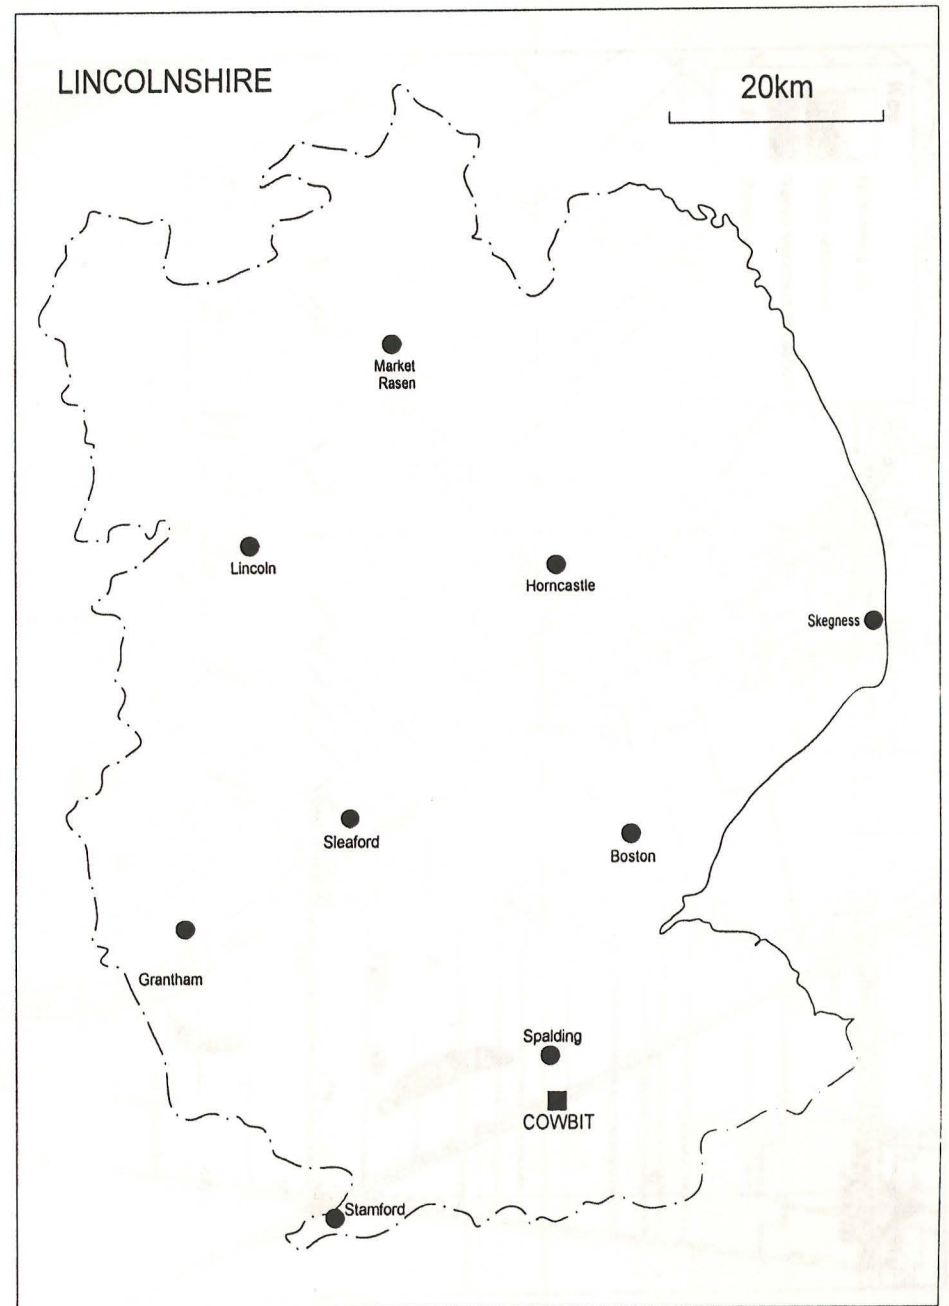 LINCOLNSHIRE
20km
Market
Rasen
Lincoln
Horncastle
Skegness
Sleaford
Boston
Grantham
Spalding
COWBIT
Stamford